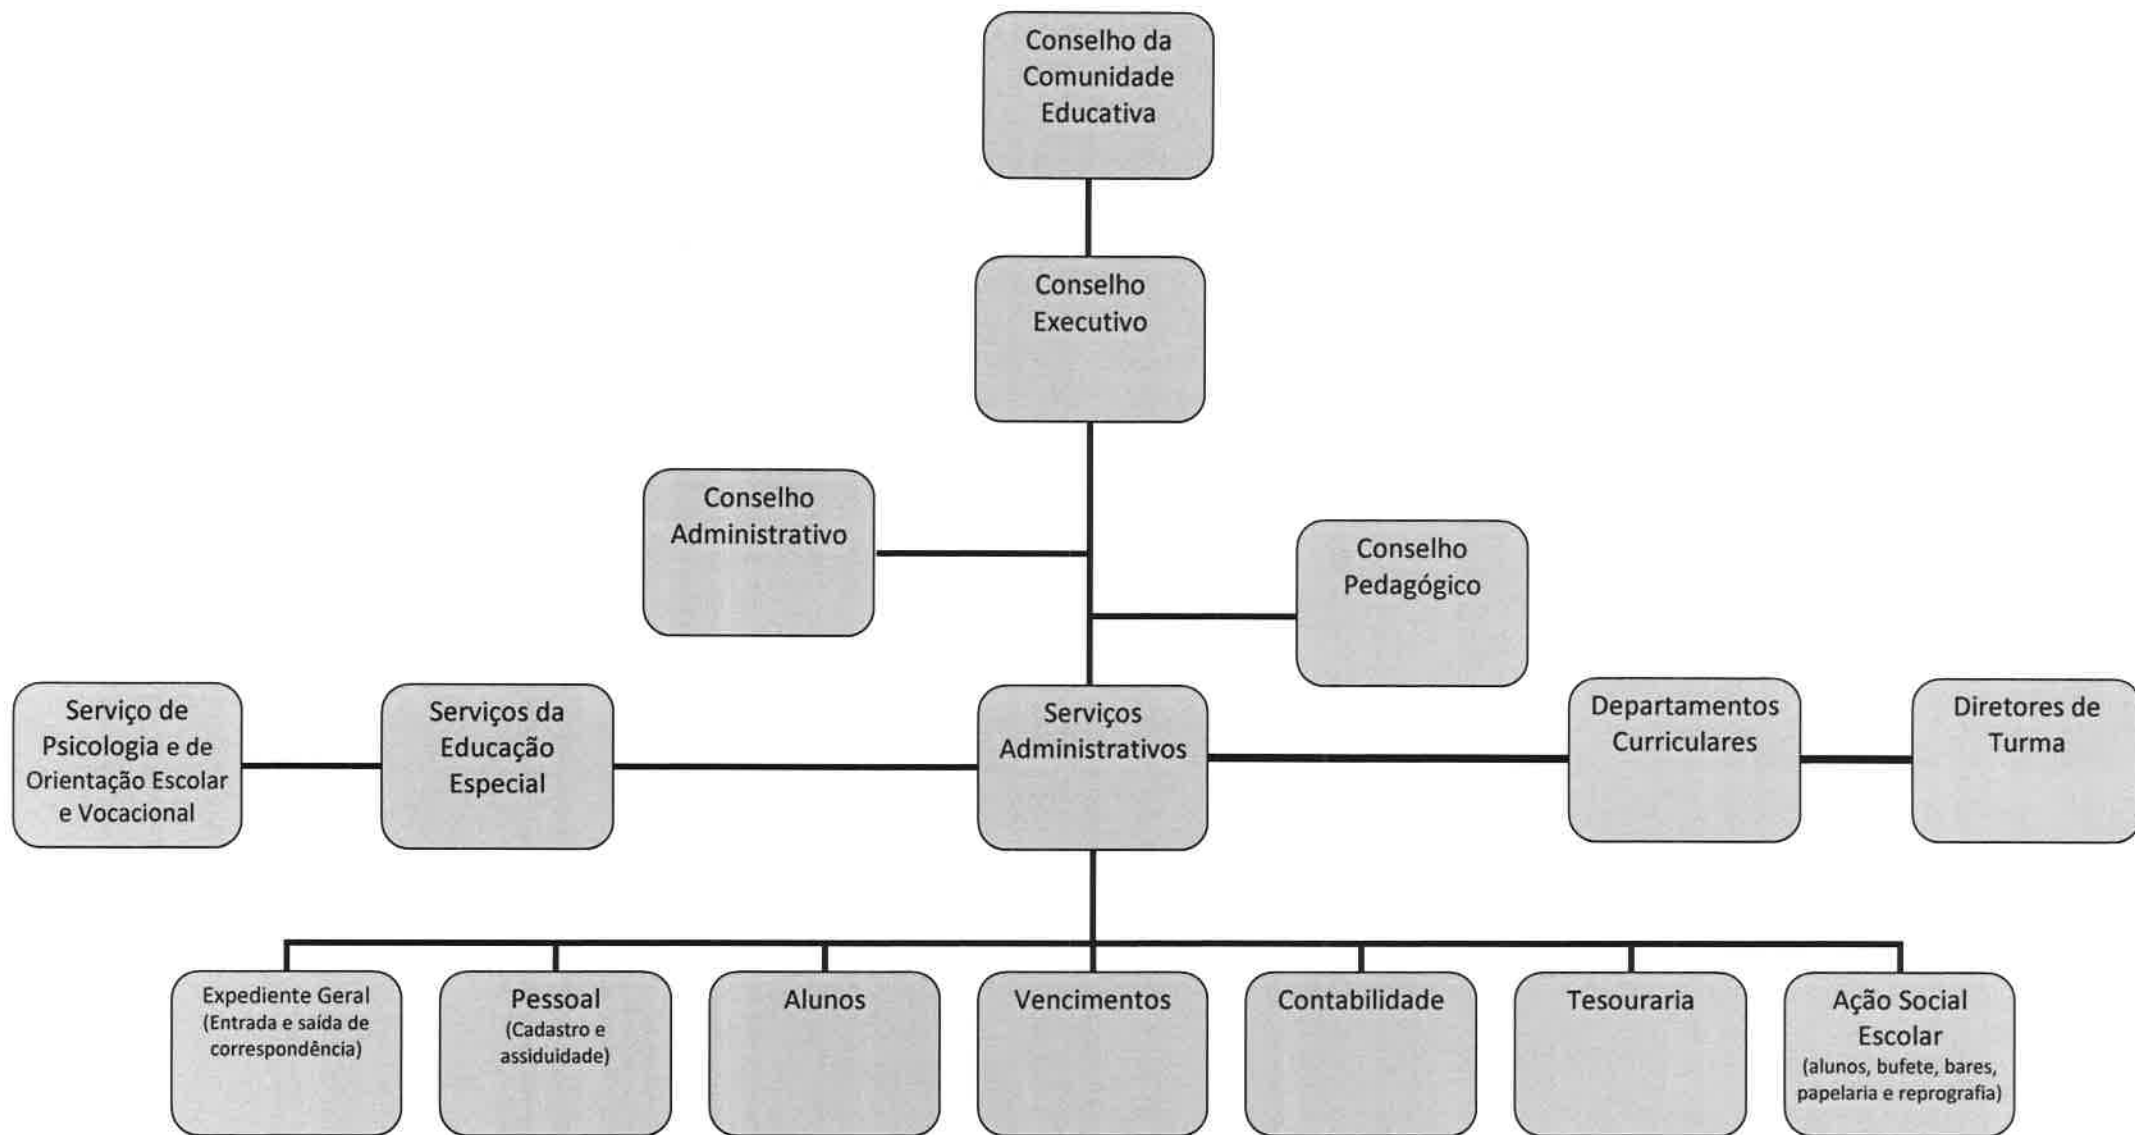 Conselho da
Comunidade
Educativa
Conselho
Executivo
Conselho
Administrativo
Conselho
Pedagógico
Serviço de
Psicologia e de
Orientação Escolar
e Vocacional
Serviços da
Educação
Especial
Serviços
Administrativos
Departamentos
Curriculares
Diretores de
Turma
Expediente Geral
(Entrada e saída de
correspondência)
Pessoal
(Cadastro e
assiduidade)
Alunos
Vencimentos
Contabilidade
Tesouraria
Ação Social
Escolar
(alunos, bufete, bares,
papelaria e reprografia)